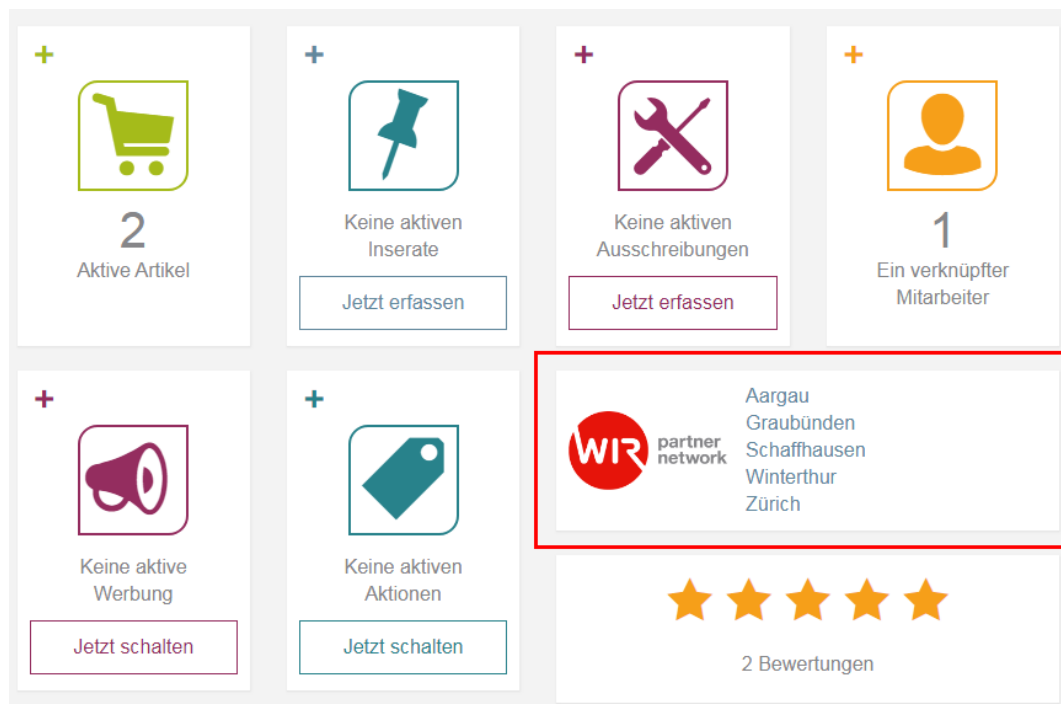 +
2
Aktive Artikel
+
Keine aktiven
Inserate
Jetzt erfassen
+
Keine aktiven
Ausschreibungen
Jetzt erfassen
+
1
Ein verknüpfter
Mitarbeiter
+
Keine aktive
Werbung
Jetzt schalten
+
Keine aktiven
Aktionen
Jetzt schalten
WIR
partner
network
Aargau
Graubünden
Schaffhausen
Winterthur
Zürich
2 Bewertungen